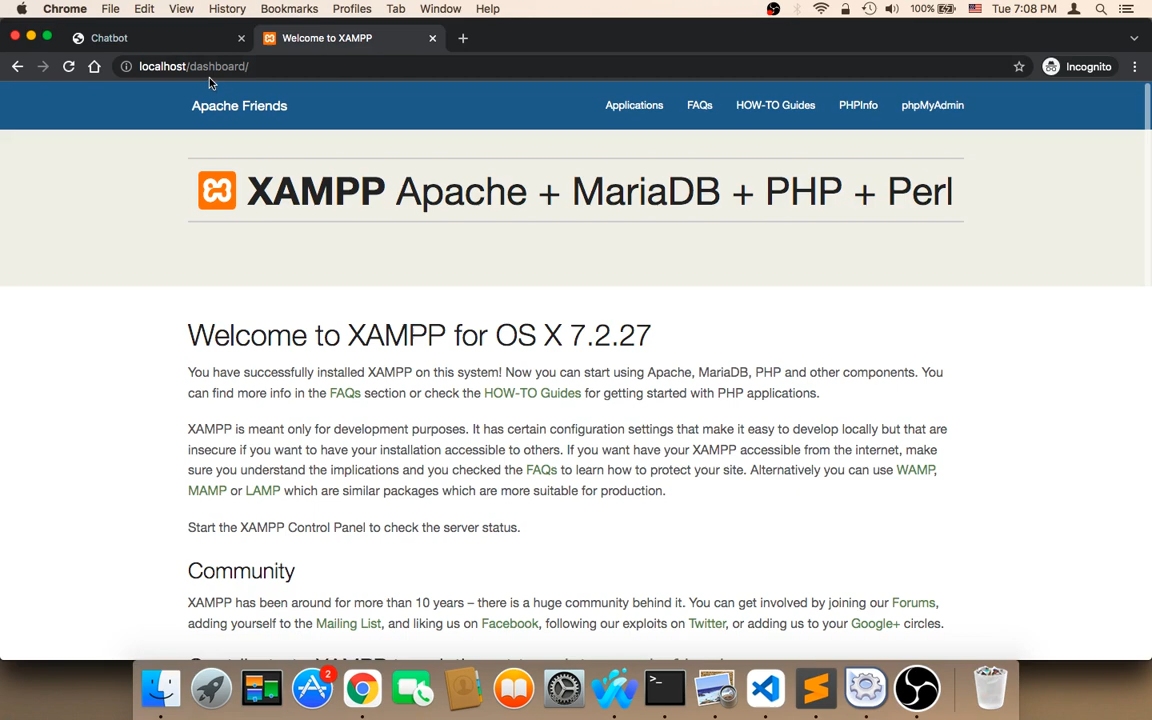 Chrome File Edit View History Bookmarks Profiles Tab Window Help 100% Tue 7:08 PM
Chatbot Welcome to XAMPP
localhost/dashboard/ Incognito
Apache Friends Applications FAQs HOW-TO Guides PHPInfo phpMyAdmin
XAMPP Apache + MariaDB + PHP + Perl
Welcome to XAMPP for OS X 7.2.27
You have successfully installed XAMPP on this system! Now you can start using Apache, MariaDB, PHP and other components. You
can find more info in the FAQs section or check the HOW-TO Guides for getting started with PHP applications.
XAMPP is meant only for development purposes. It has certain configuration settings that make it easy to develop locally but that are
insecure if you want to have your installation accessible to others. If you want have your XAMPP accessible from the internet, make
sure you understand the implications and you checked the FAQs to learn how to protect your site. Alternatively you can use WAMP,
MAMP or LAMP which are similar packages which are more suitable for production.
Start the XAMPP Control Panel to check the server status.
Community
XAMPP has been around for more than 10 years – there is a huge community behind it. You can get involved by joining our Forums,
adding yourself to the Mailing List, and liking us on Facebook, following our exploits on Twitter, or adding us to your Google+ circles.
2